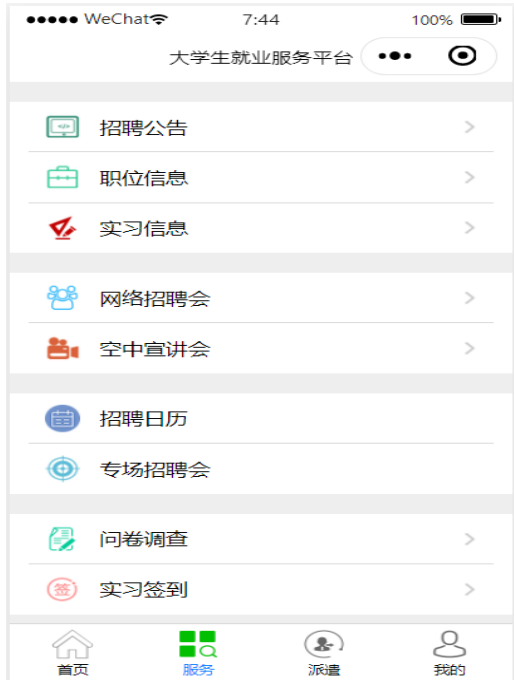 WeChat 7:44 100%
大学生就业服务平台
招聘公告
职位信息
实习信息
网络招聘会
空中宣讲会
招聘日历
专场招聘会
问卷调查
签 实习签到
首页 服务 派遣 我的